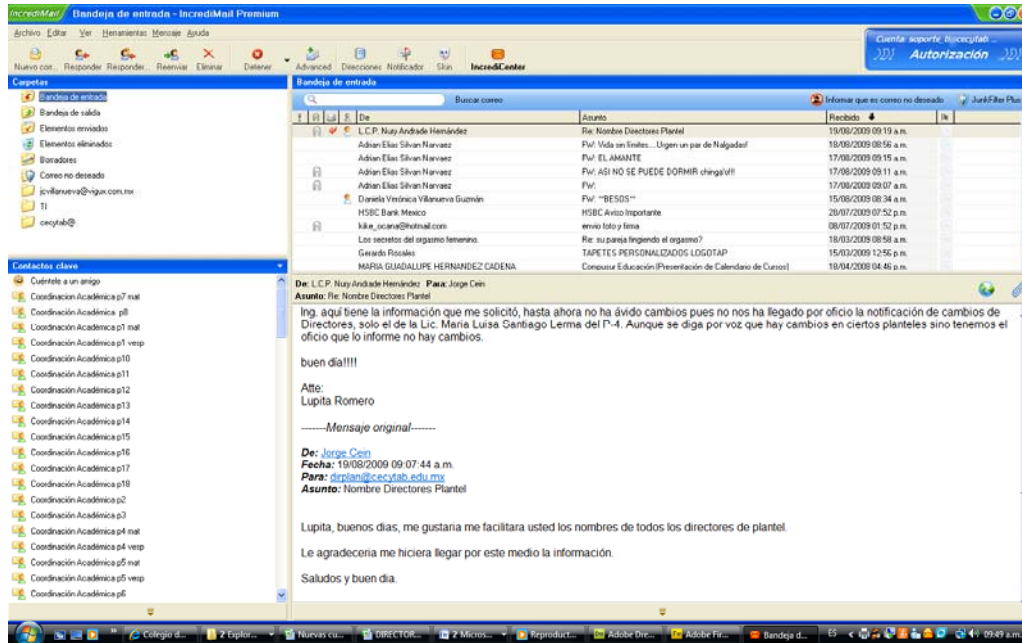 IncrediMail Bandeja de entrada - IncrediMail Premium
Archivo Editar Ver Herramientas Mensaje Ayuda
Cuenta: soporte_ti@cecytab ...
Autorización
Nuevo cor... Responder Responder... Reenviar Eliminar Detener Advanced Direcciones Notificador Skin IncrediCenter
Carpetas
Bandeja de entrada
Bandeja de salida
Elementos enviados
Elementos eliminados
Borradores
Correo no deseado
jcvillanueva@vigux.com.mx
TI
cecytab@
Contactos clave
Cuéntele a un amigo
Coordinacion Académica p7 mat
Coordinación Académica p8
Coordinación Académica p1 mat
Coordinación Académica p1 vesp
Coordinación Académica p10
Coordinación Académica p11
Coordinación Académica p12
Coordinación Académica p13
Coordinación Académica p14
Coordinación Académica p15
Coordinación Académica p16
Coordinación Académica p17
Coordinación Académica p18
Coordinación Académica p2
Coordinación Académica p3
Coordinación Académica p4 mat
Coordinación Académica p4 vesp
Coordinación Académica p5 mat
Coordinación Académica p5 vesp
Coordinación Académica p6
Bandeja de entrada
Buscar correo Informar que es correo no deseado JunkFilter Plus
! De Asunto Recibido
L.C.P. Nury Andrade Hernández Re: Nombre Directores Plantel 19/08/2009 09:19 a.m.
Adrian Elias Silvan Narvaez FW: Vida sin limites....Urgen un par de Nalgadas! 18/08/2009 08:56 a.m.
Adrian Elias Silvan Narvaez FW: EL AMANTE 17/08/2009 09:15 a.m.
Adrian Elias Silvan Narvaez FW: ASI NO SE PUEDE DORMIR chinga'o!!! 17/08/2009 09:11 a.m.
Adrian Elias Silvan Narvaez FW: 17/08/2009 09:07 a.m.
Daniela Verónica Villanueva Guzmán FW: **BESOS** 15/08/2009 08:34 a.m.
HSBC Bank Mexico HSBC Aviso Importante 20/07/2009 07:52 p.m.
kike_ocana@hotmail.com envio foto y firma 08/07/2009 01:52 p.m.
Los secretos del orgasmo femenino. Re: su pareja fingiendo el orgasmo? 18/03/2009 08:58 a.m.
Gerardo Rosales TAPETES PERSONALIZADOS LOGOTAP 15/03/2009 12:56 p.m.
MARIA GUADALUPE HERNANDEZ CADENA Compusur Educación (Presentación de Calendario de Cursos) 18/04/2008 04:46 p.m.
De: L.C.P. Nury Andrade Hernández Para: Jorge Cein
Asunto: Re: Nombre Directores Plantel
Ing. aquí tiene la información que me solicitó, hasta ahora no ha ávido cambios pues no nos ha llegado por oficio la notificación de cambios de
Directores, solo el de la Lic. Maria Luisa Santiago Lerma del P-4. Aunque se diga por voz que hay cambios en ciertos planteles sino tenemos el
oficio que lo informe no hay cambios.
buen día!!!!
Atte:
Lupita Romero
-------Mensaje original-------
De: Jorge Cein
Fecha: 19/08/2009 09:07:44 a.m.
Para: dirplan@cecytab.edu.mx
Asunto: Nombre Directores Plantel
Lupita, buenos dias, me gustaria me facilitara usted los nombres de todos los directores de plantel.
Le agradeceria me hiciera llegar por este medio la información.
Saludos y buen dia.
Colegio d... 2 Explor... Nuevas cu... DIRECTOR... 2 Micros... Reproduct... Adobe Dre... Adobe Fir... Bandeja d... ES 09:49 a.m.